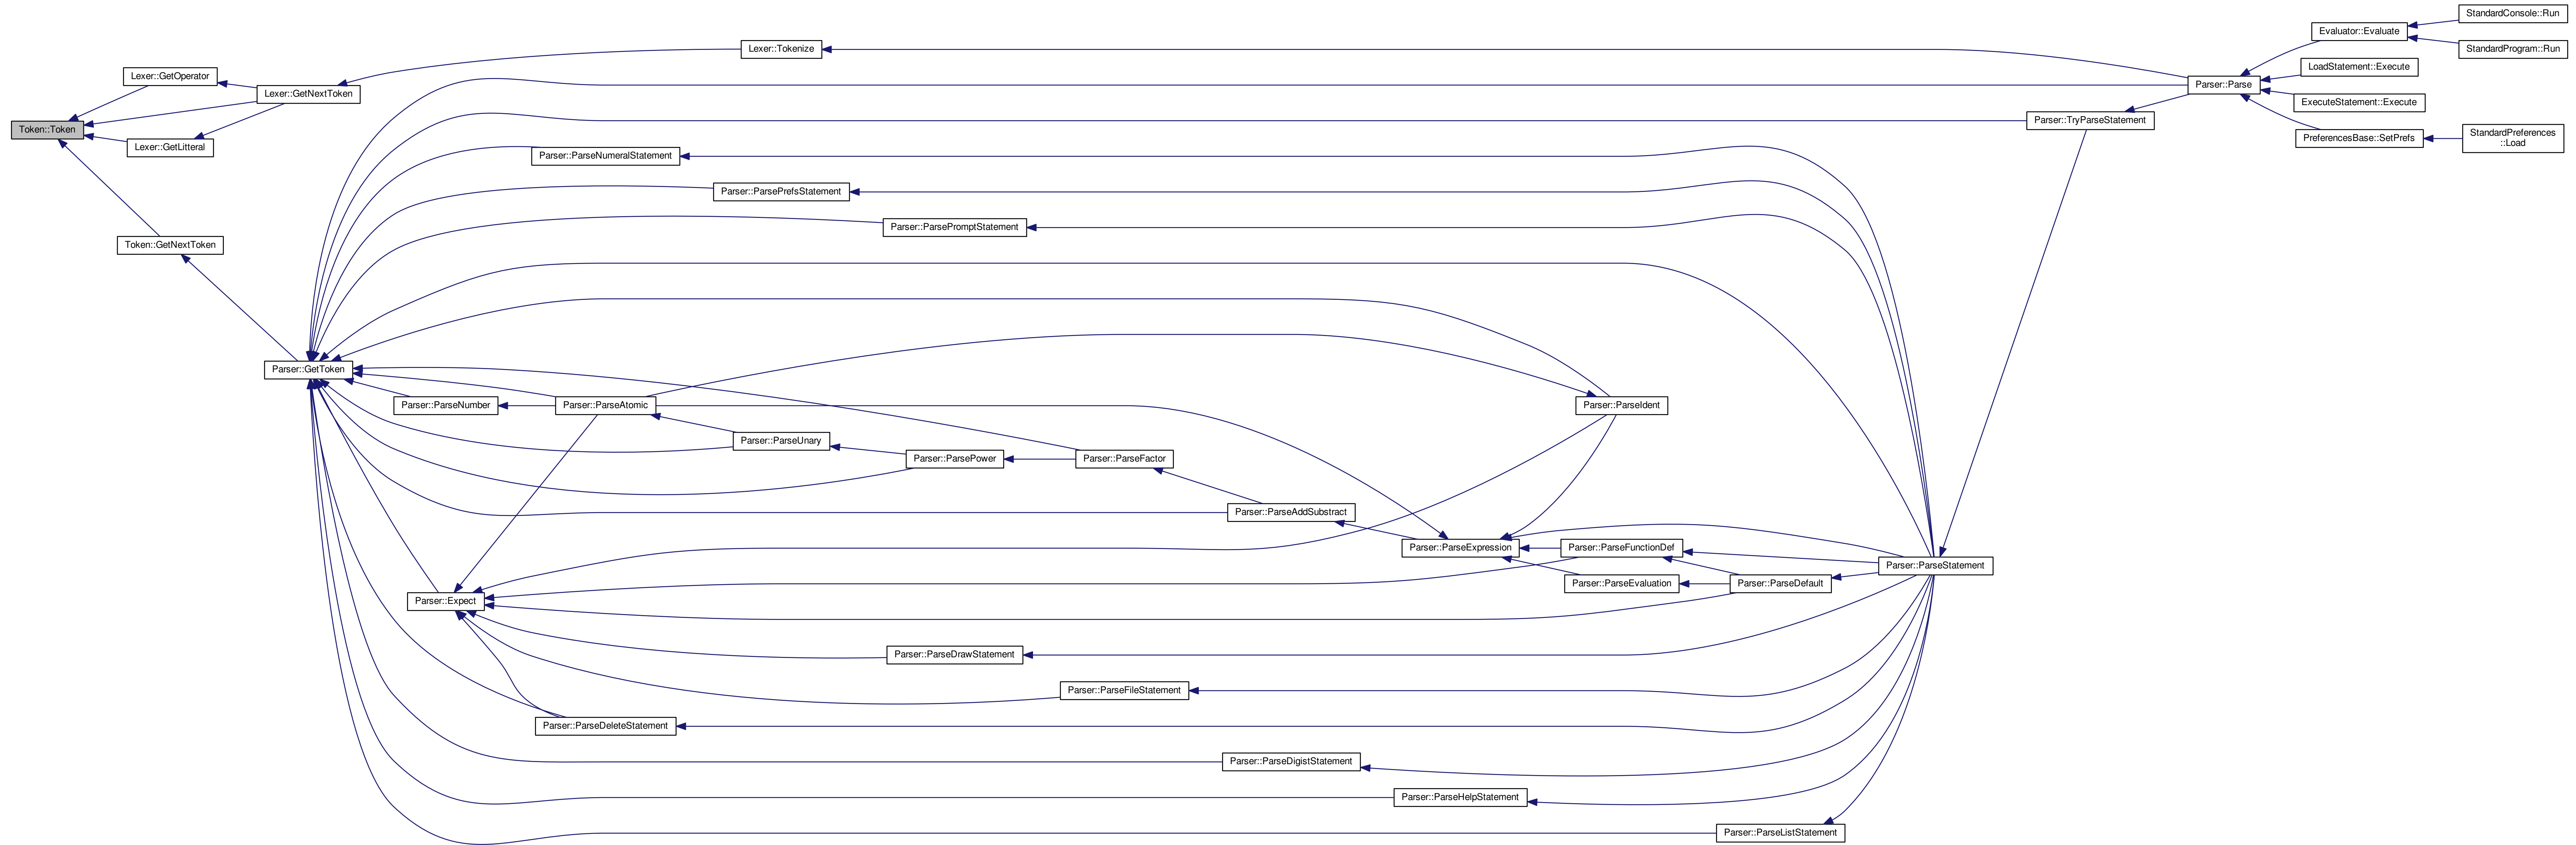 StandardConsole::Run
Evaluator::Evaluate
Lexer::Tokenize
StandardProgram::Run
LoadStatement::Execute
Lexer::GetOperator
Parser::Parse
Lexer::GetNextToken
ExecuteStatement::Execute
Parser::TryParseStatement
Token::Token
StandardPreferences
::Load
PreferencesBase::SetPrefs
Lexer::GetLitteral
Parser::ParseNumeralStatement
Parser::ParsePrefsStatement
Parser::ParsePromptStatement
Token::GetNextToken
Parser::GetToken
Parser::ParseNumber
Parser::ParseAtomic
Parser::ParseIdent
Parser::ParseUnary
Parser::ParsePower
Parser::ParseFactor
Parser::ParseAddSubstract
Parser::ParseExpression
Parser::ParseFunctionDef
Parser::ParseStatement
Parser::ParseEvaluation
Parser::ParseDefault
Parser::Expect
Parser::ParseDrawStatement
Parser::ParseFileStatement
Parser::ParseDeleteStatement
Parser::ParseDigistStatement
Parser::ParseHelpStatement
Parser::ParseListStatement